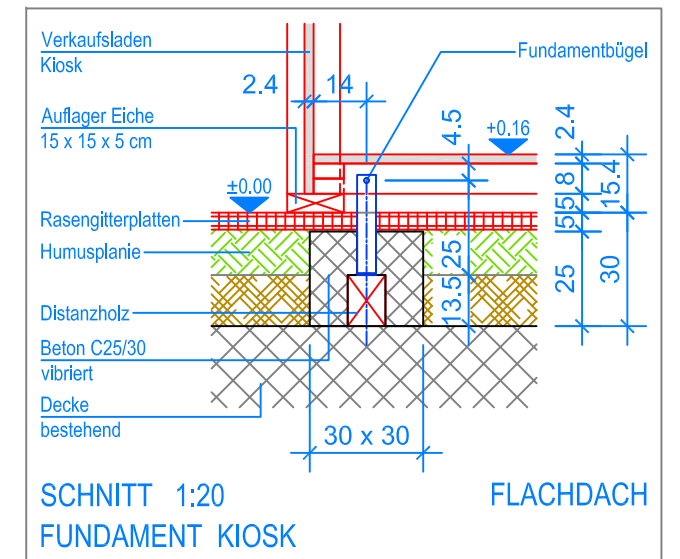 Verkaufsladen
Kiosk
Fundamentbügel
2.4 14
4.5
2.4
Auflager Eiche
15 x 15 x 5 cm
+0.16
±0.00
8
15.4
5
5
Rasengitterplatten
Humusplanie
25
25
30
13.5
Distanzholz
Beton C25/30
vibriert
Decke
bestehend
30 x 30
SCHNITT 1:20
FLACHDACH
FUNDAMENT KIOSK